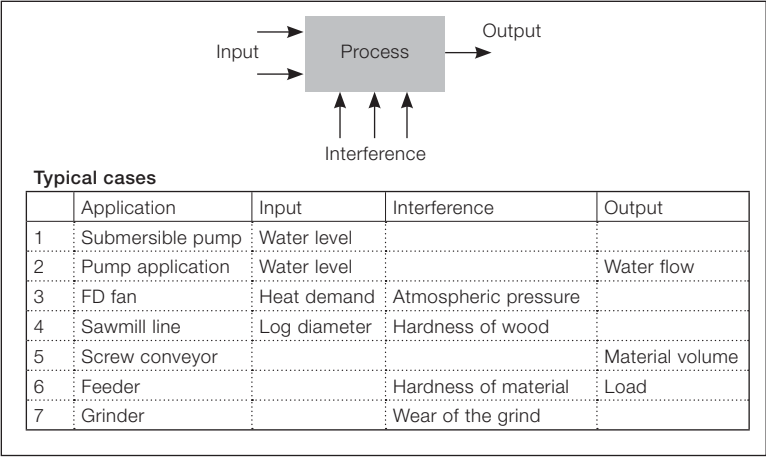 Output
Input
Process
Interference
Typical cases
Application Input Interference Output
1 Submersible pump Water level
2 Pump application Water level Water flow
3 FD fan Heat demand Atmospheric pressure
4 Sawmill line Log diameter Hardness of wood
5 Screw conveyor Material volume
6 Feeder Hardness of material Load
7 Grinder Wear of the grind